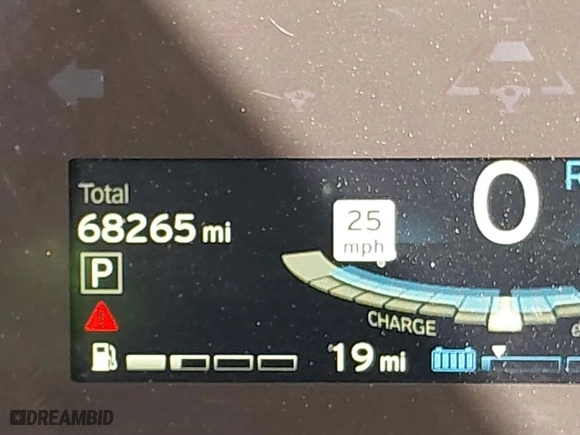 Total
68265 mi
25
mph
0
R
P
CHARGE
19 mi
DREAMBID